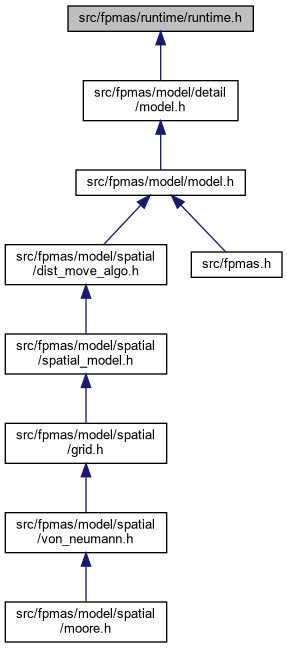 src/fpmas/runtime/runtime.h
src/fpmas/model/detail
/model.h
src/fpmas/model/model.h
src/fpmas/model/spatial
/dist_move_algo.h
src/fpmas.h
src/fpmas/model/spatial
/spatial_model.h
src/fpmas/model/spatial
/grid.h
src/fpmas/model/spatial
/von_neumann.h
src/fpmas/model/spatial
/moore.h